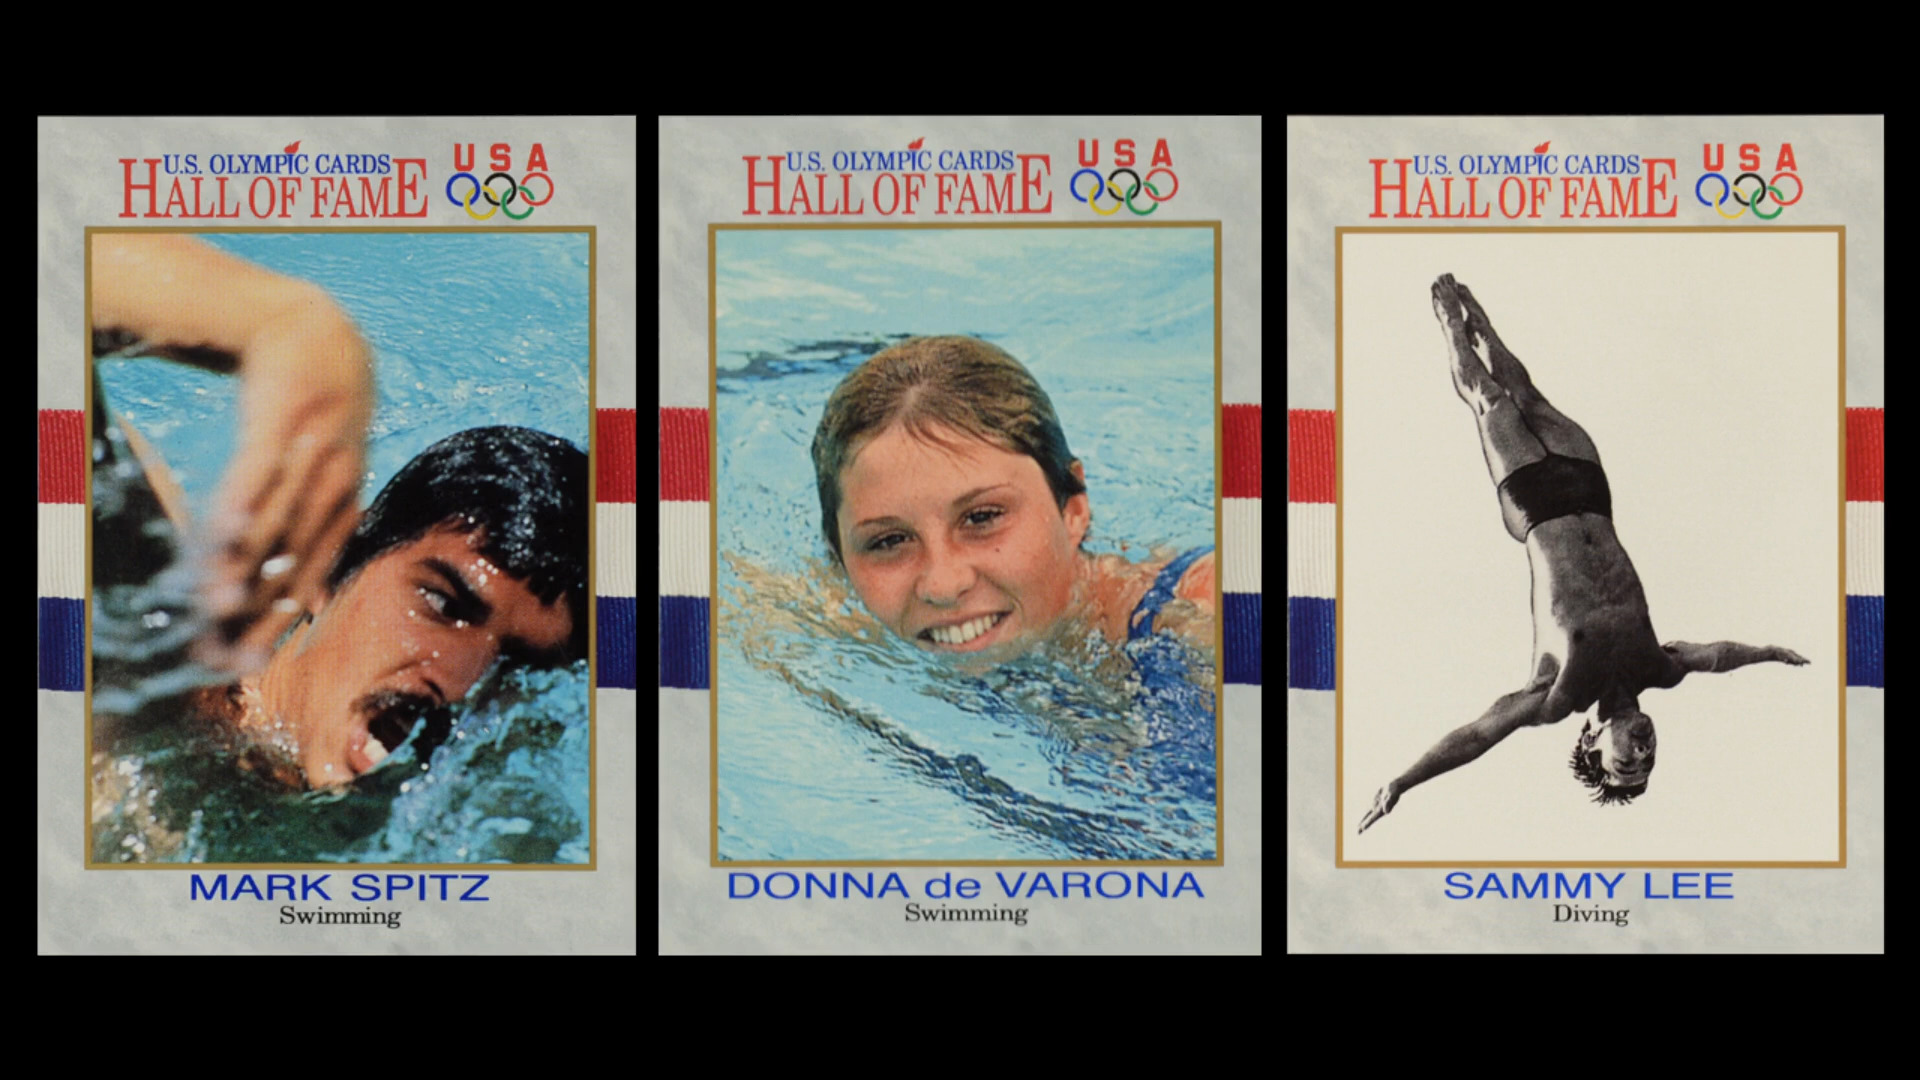 U.S. OLYMPIC CARDS
HALL OF FAME
USA
MARK SPITZ
Swimming
U.S. OLYMPIC CARDS
HALL OF FAME
USA
DONNA de VARONA
Swimming
U.S. OLYMPIC CARDS
HALL OF FAME
USA
SAMMY LEE
Diving